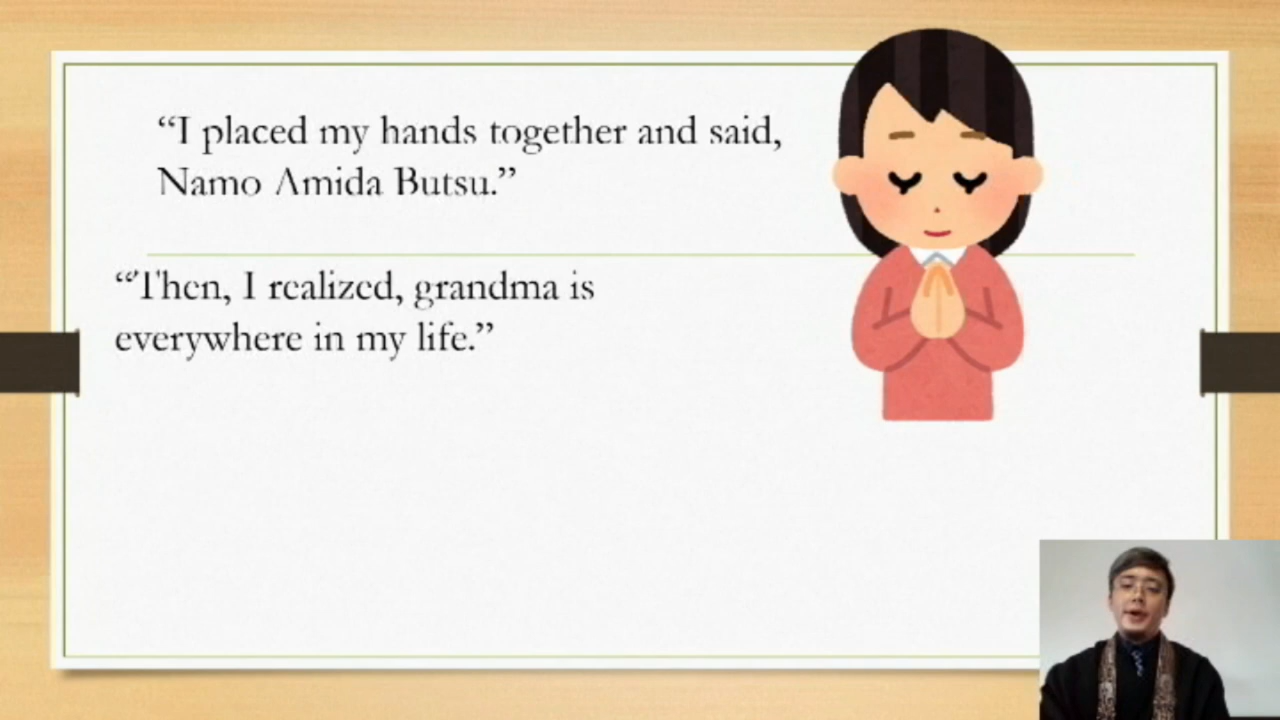 “I placed my hands together and said,
Namo Amida Butsu.”
“Then, I realized, grandma is
everywhere in my life.”